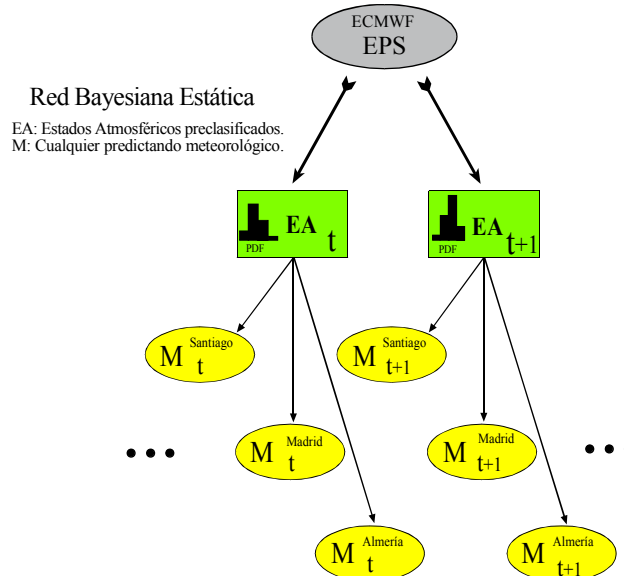 ECMWF
EPS
Red Bayesiana Estática
EA: Estados Atmosféricos preclasificados.
M: Cualquier predictando meteorológico.
PDF
EA t
PDF
EA t+1
M Santiago t
M Santiago t+1
M Madrid t
M Madrid t+1
M Almería t
M Almería t+1